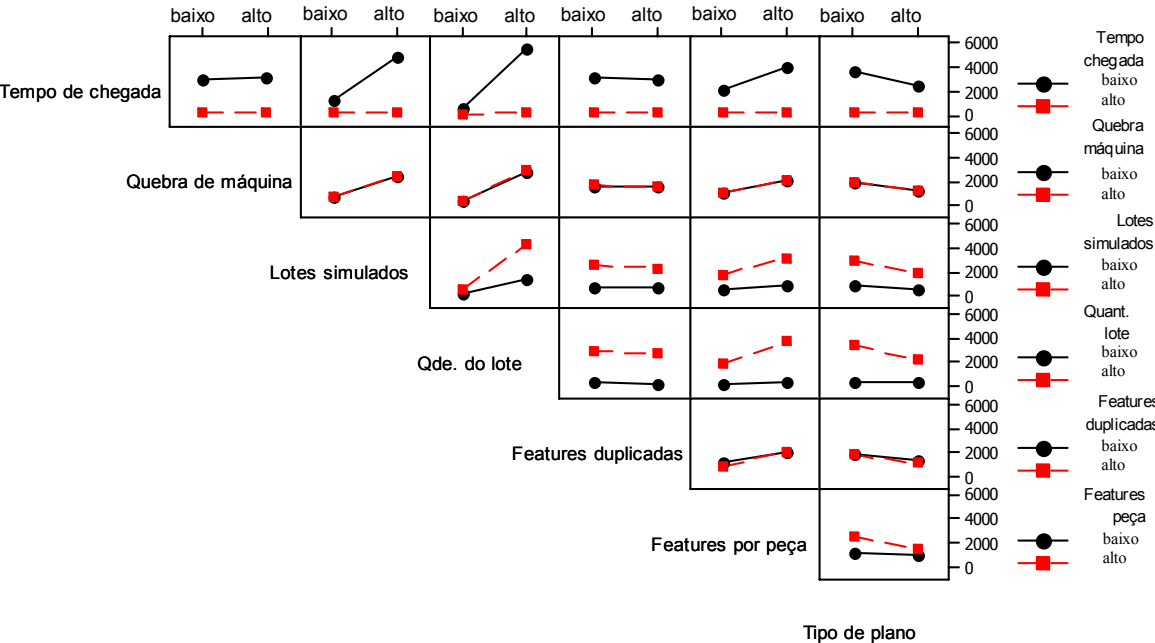 baixo alto baixo alto baixo alto baixo alto baixo alto baixo alto
Tempo de chegada
6000
4000
2000
0
Tempo
chegada
baixo
alto
Quebra de máquina
6000
4000
2000
0
Quebra
máquina
baixo
alto
Lotes simulados
6000
4000
2000
0
Lotes
simulados
baixo
alto
Qde. do lote
6000
4000
2000
0
Quant.
lote
baixo
alto
Features duplicadas
6000
4000
2000
0
Features
duplicadas
baixo
alto
Features por peça
6000
4000
2000
0
Features
peça
baixo
alto
Tipo de plano